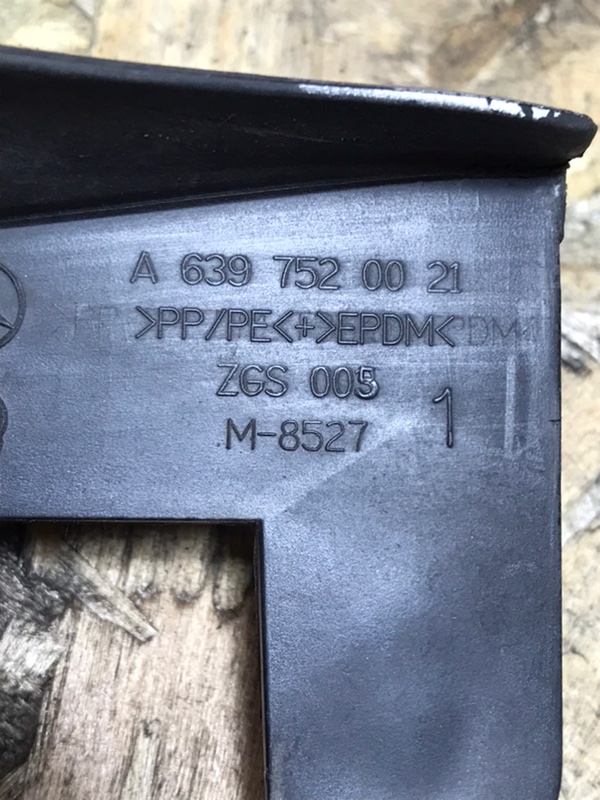 A 639 752 00 21
>PP/PE<+>EPDM<
ZGS 005
M-8527
1